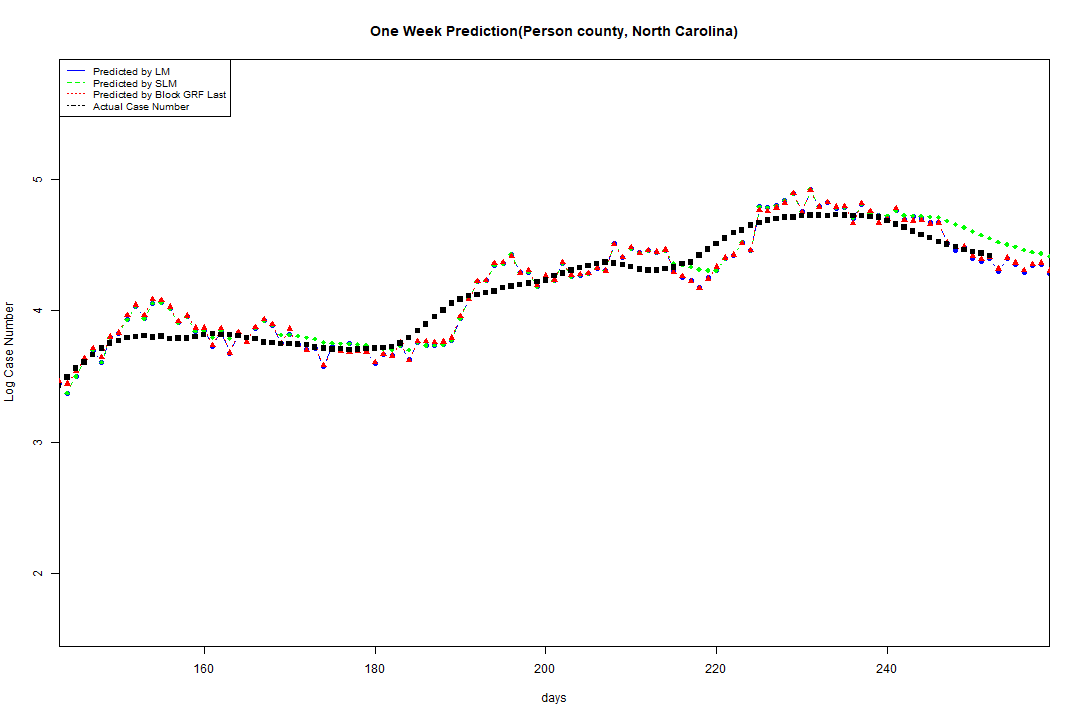 One Week Prediction(Person county, North Carolina)
Predicted by LM
Predicted by SLM
Predicted by Block GRF Last
Actual Case Number
5
4
3
2
Log Case Number
160 180 200 220 240
days